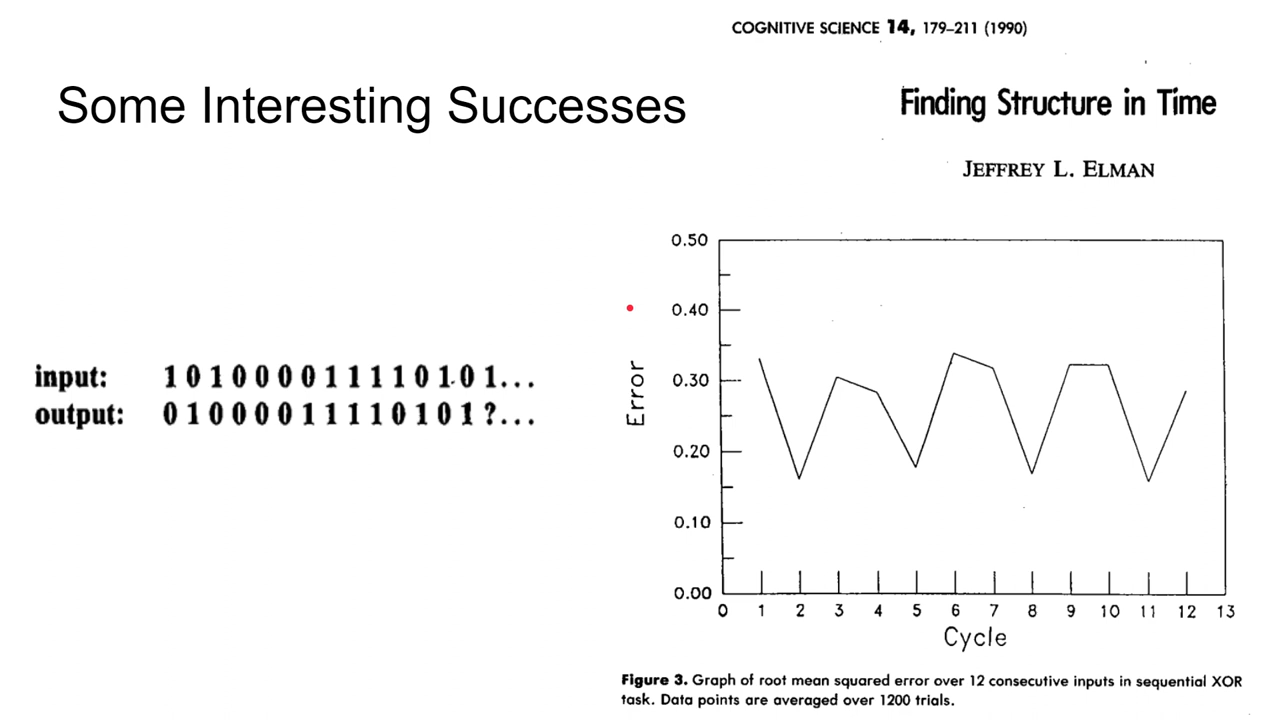 COGNITIVE SCIENCE 14, 179–211 (1990)
Some Interesting Successes
Finding Structure in Time
JEFFREY L. ELMAN
input: 1 0 1 0 0 0 0 1 1 1 1 0 1 0 1...
output: 0 1 0 0 0 0 1 1 1 1 0 1 0 1 ?...
0.50
0.40
0.30
0.20
0.10
0.00
Error
0 1 2 3 4 5 6 7 8 9 10 11 12 13
Cycle
Figure 3. Graph of root mean squared error over 12 consecutive inputs in sequential XOR
task. Data points are averaged over 1200 trials.